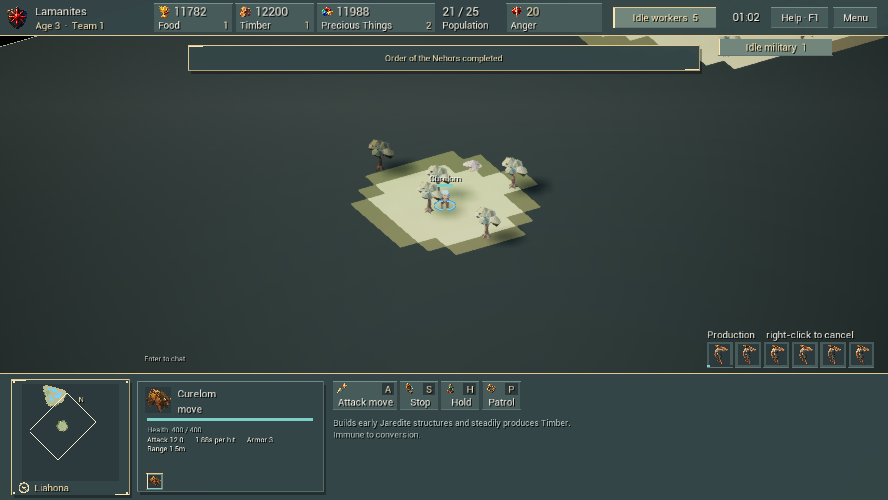 Lamanites
Age 3 · Team 1
11782
Food 1
12200
Timber 1
11988
Precious Things 2
21 / 25
Population
20
Anger
Idle workers 5
01:02
Help · F1
Menu
Idle military 1
Order of the Nehors completed
Curelom
Production right-click to cancel
Enter to chat
N
Liahona
Curelom
move
Health 400 / 400
Attack 12.0 1.88s per hit Armor 3
Range 1.5m
A
Attack move
S
Stop
H
Hold
P
Patrol
Builds early Jaredite structures and steadily produces Timber.
Immune to conversion.